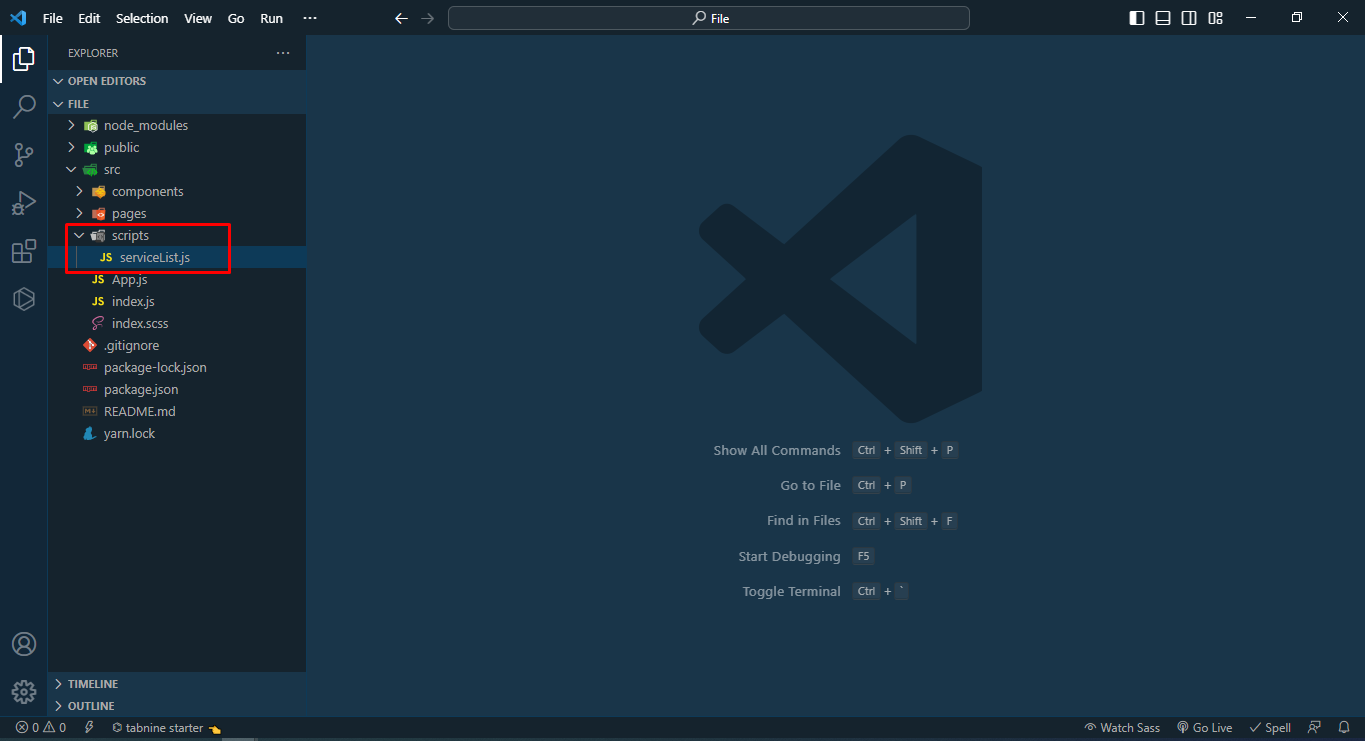 File Edit Selection View Go Run ···
File
EXPLORER ···
OPEN EDITORS
FILE
node_modules
public
src
components
pages
scripts
JS serviceList.js
JS App.js
JS index.js
index.scss
.gitignore
package-lock.json
package.json
README.md
yarn.lock
Show All Commands Ctrl + Shift + P
Go to File Ctrl + P
Find in Files Ctrl + Shift + F
Start Debugging F5
Toggle Terminal Ctrl + `
TIMELINE
OUTLINE
0 0 tabnine starter Watch Sass Go Live Spell